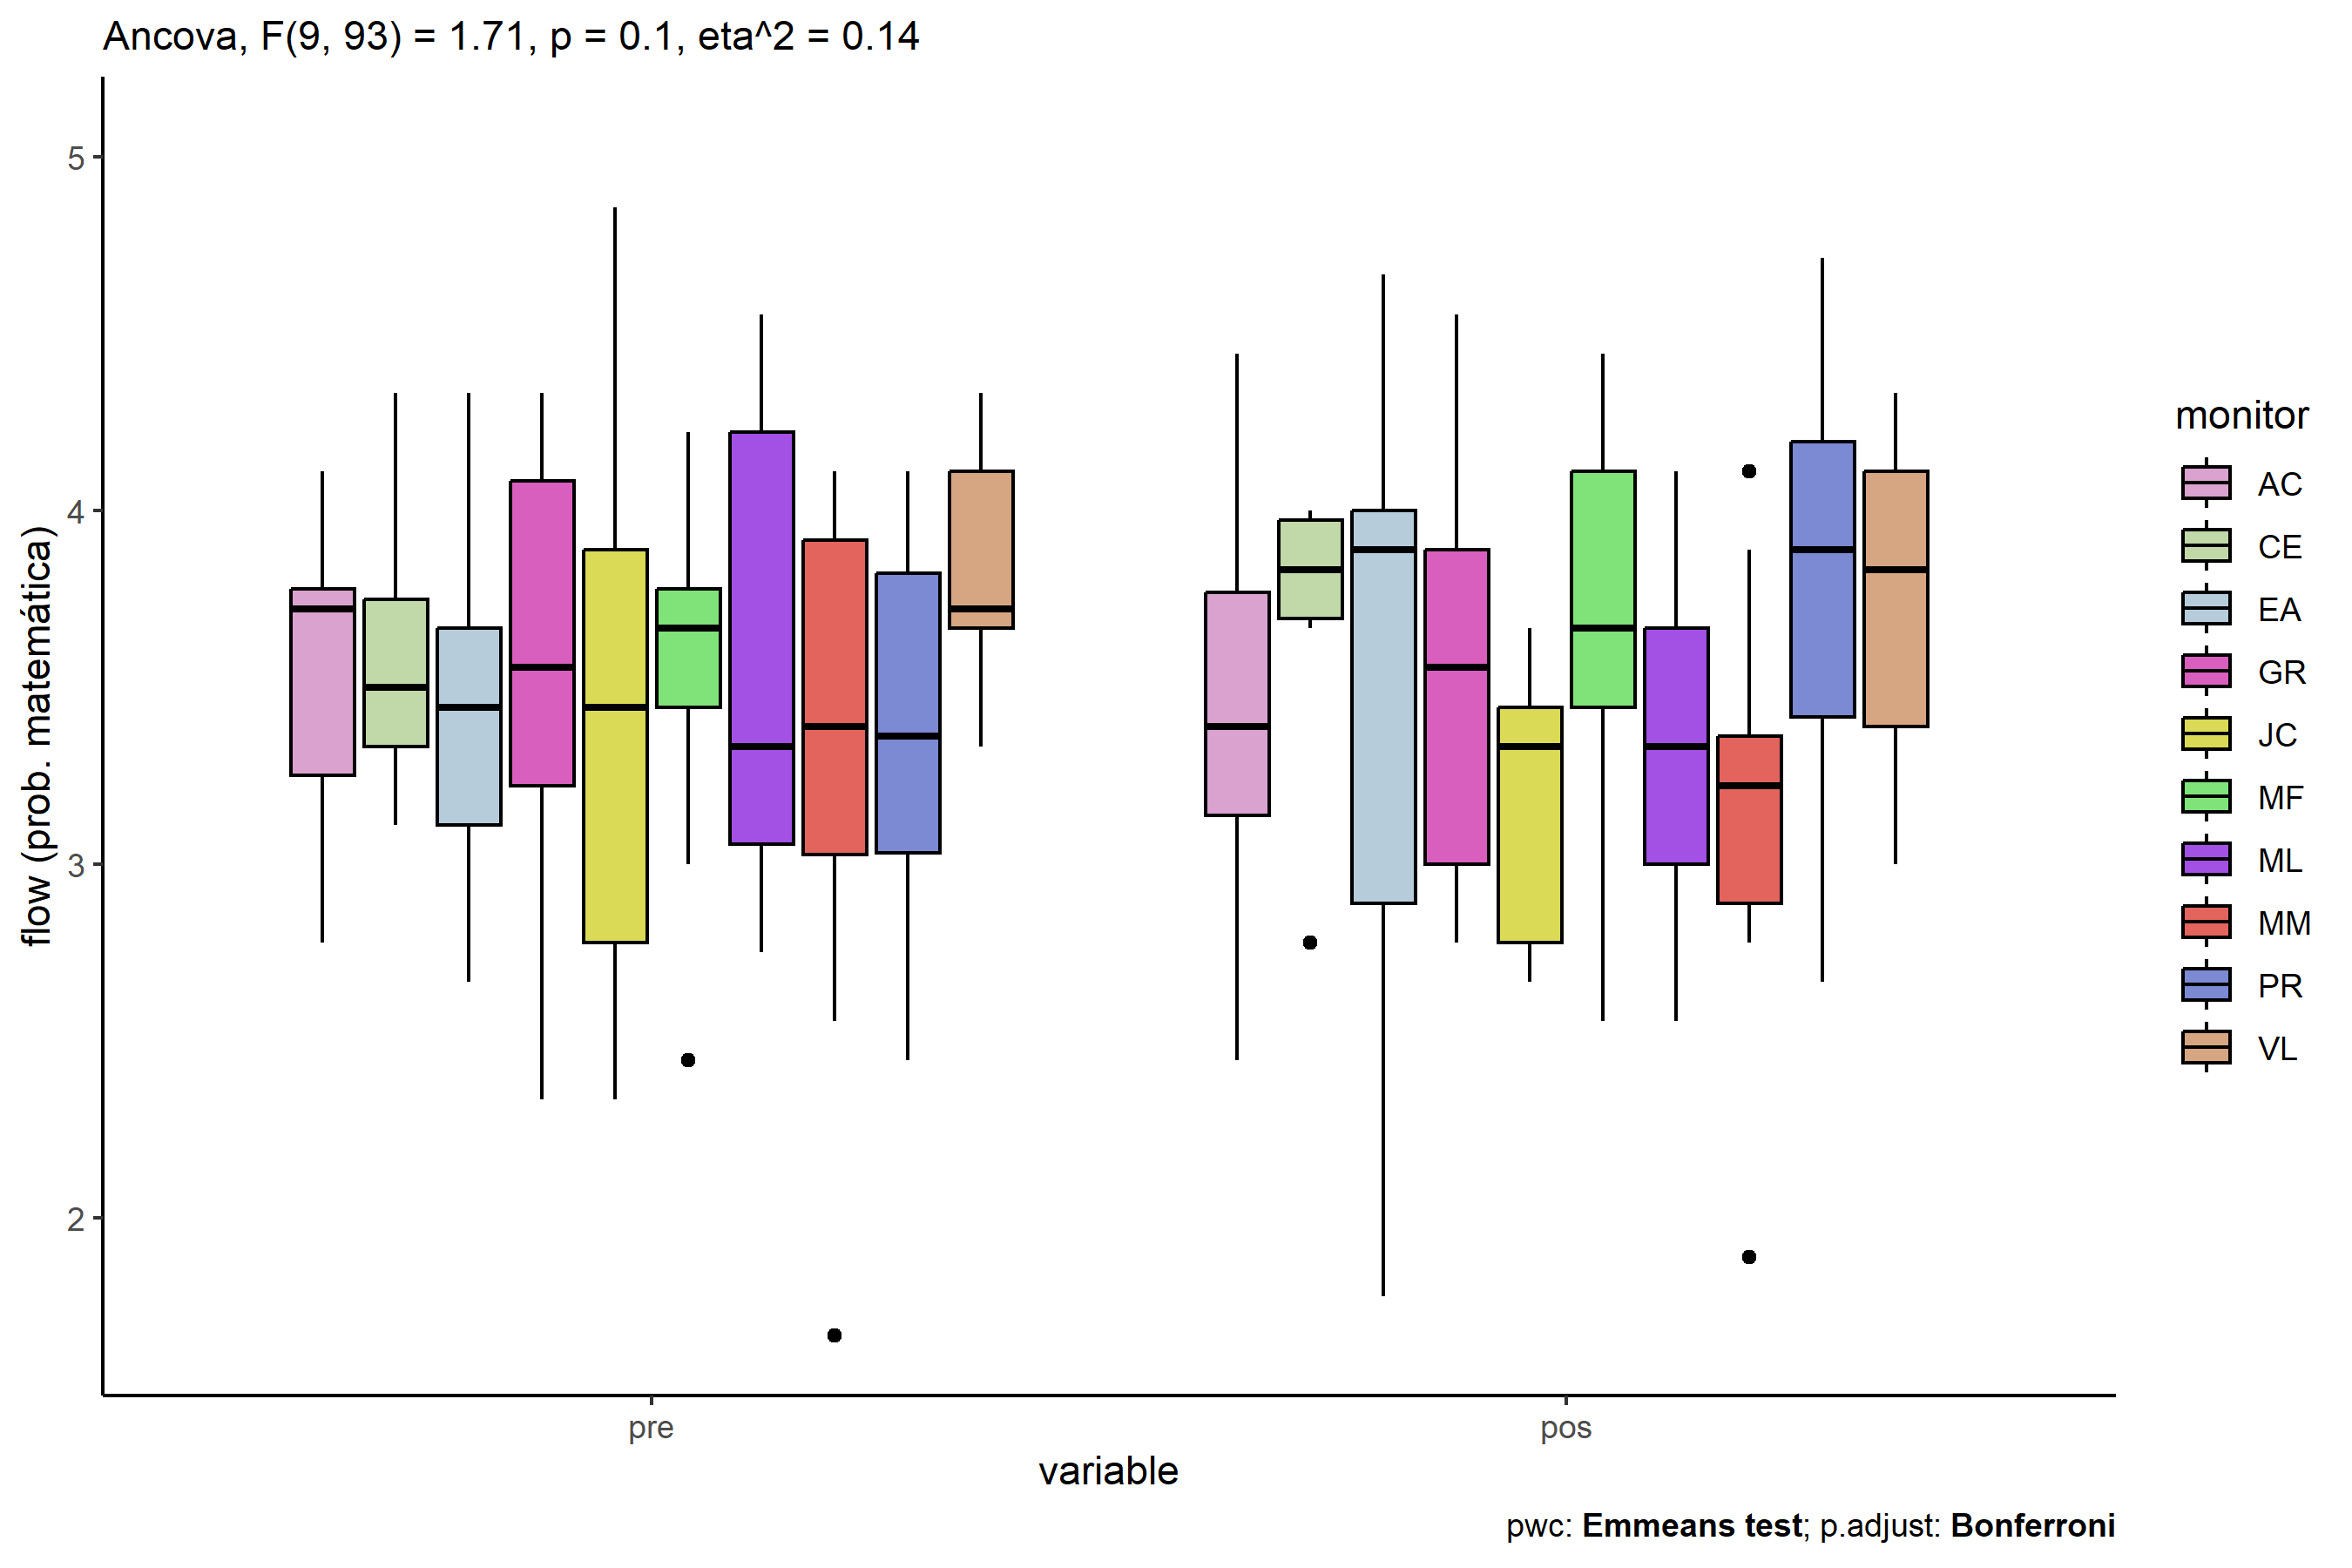 Ancova, F(9, 93) = 1.71, p = 0.1, eta^2 = 0.14
flow (prob. matemática)
5
4
3
2
pre
pos
variable
monitor
AC
CE
EA
GR
JC
MF
ML
MM
PR
VL
pwc: Emmeans test; p.adjust: Bonferroni